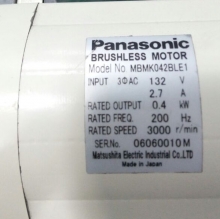 Panasonic
BRUSHLESS MOTOR
Model No. MBMK042BLE1
INPUT 3ΦAC 132 V
2.7 A
RATED OUTPUT 0.4 kW
RATED FREQ. 200 Hz
RATED SPEED 3000 r/min
SER No. 06060010M
Matsushita Electric Industrial Co.,LTD
Made in Japan